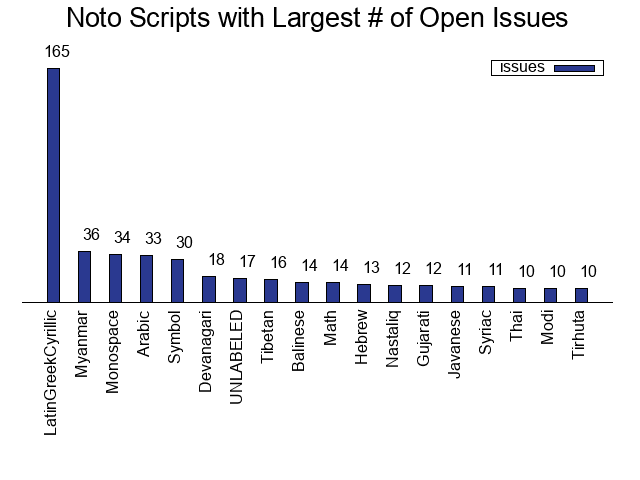 Noto Scripts with Largest # of Open Issues
issues
165
36
34
33
30
18
17
16
14
14
13
12
12
11
11
10
10
10
LatinGreekCyrillic
Myanmar
Monospace
Arabic
Symbol
Devanagari
UNLABELED
Tibetan
Balinese
Math
Hebrew
Nastaliq
Gujarati
Javanese
Syriac
Thai
Modi
Tirhuta